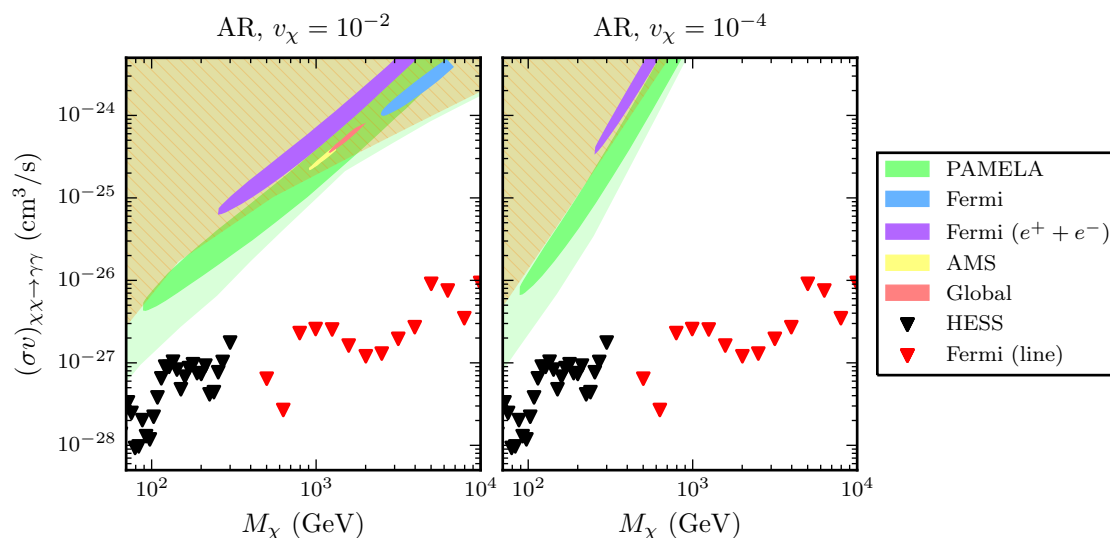 AR, $v_\chi = 10^{-2}$
AR, $v_\chi = 10^{-4}$
$(\sigma v)_{\chi\chi\to\gamma\gamma}$ (cm$^3$/s)
$10^{-24}$
$10^{-25}$
$10^{-26}$
$10^{-27}$
$10^{-28}$
$10^2$ $10^3$ $10^4$
$M_\chi$ (GeV)
$10^2$ $10^3$ $10^4$
$M_\chi$ (GeV)
PAMELA
Fermi
Fermi ($e^+ + e^-$)
AMS
Global
HESS
Fermi (line)